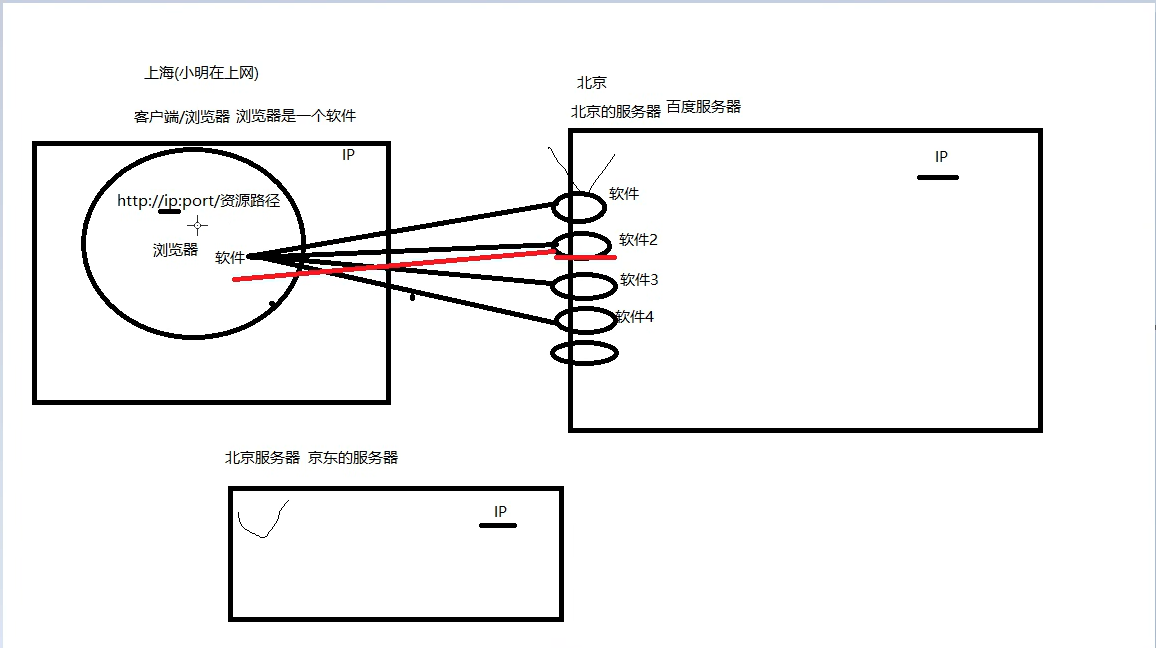 上海(小明在上网)
客户端/浏览器 浏览器是一个软件
IP
http://ip:port/资源路径
浏览器
软件
北京
北京的服务器 百度服务器
IP
软件
软件2
软件3
软件4
北京服务器 京东的服务器
IP